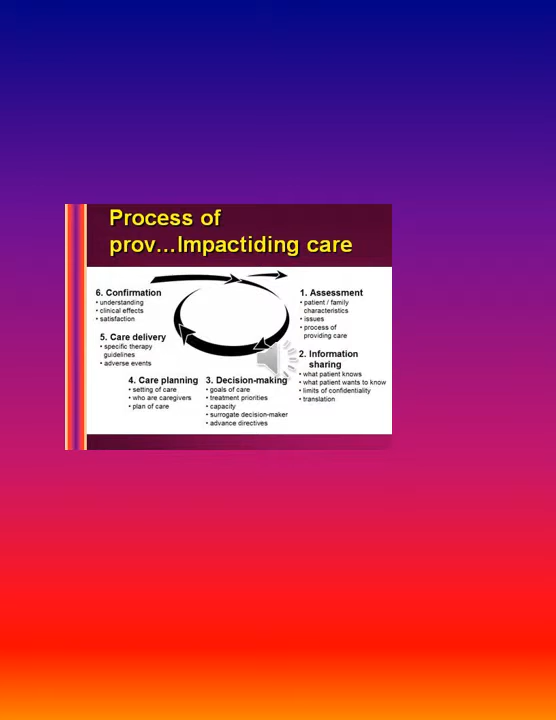 Process of
prov...Impactiding care
1. Assessment
• patient / family
characteristics
• issues
• process of
providing care
2. Information
sharing
• what patient knows
• what patient wants to know
• limits of confidentiality
• translation
3. Decision-making
• goals of care
• treatment priorities
• capacity
• surrogate decision-maker
• advance directives
4. Care planning
• setting of care
• who are caregivers
• plan of care
5. Care delivery
• specific therapy
guidelines
• adverse events
6. Confirmation
• understanding
• clinical effects
• satisfaction